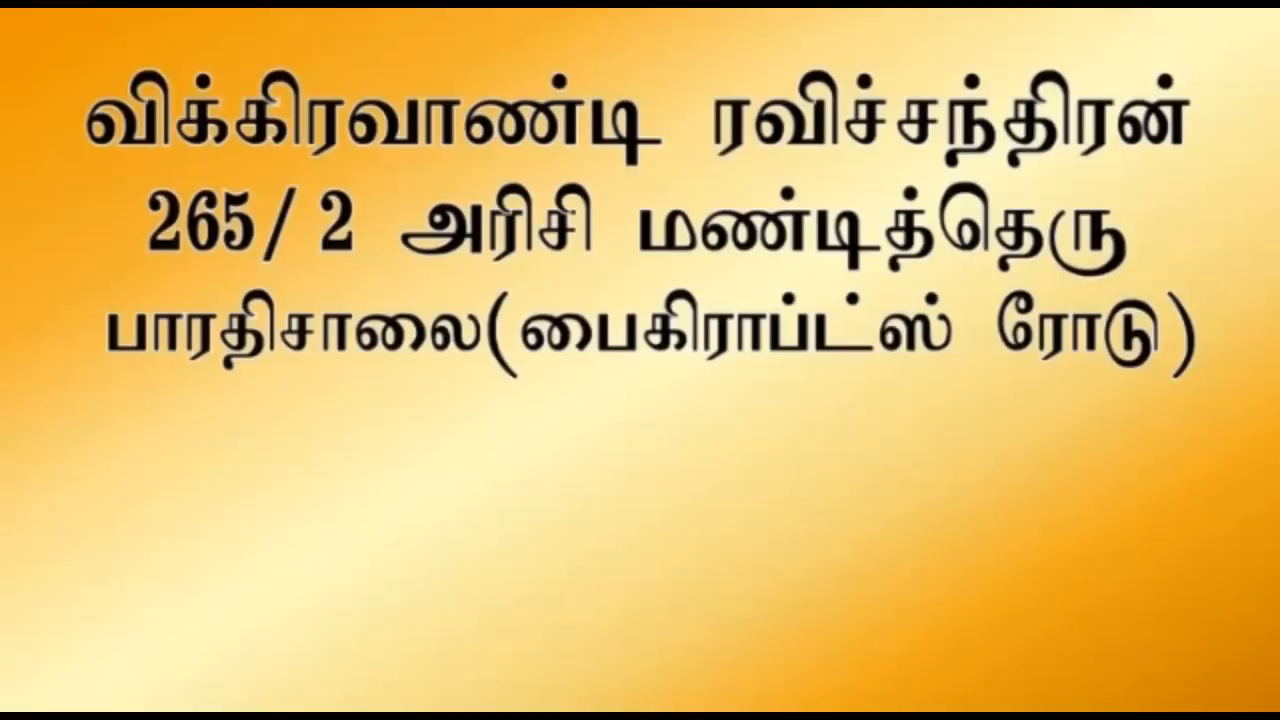 விக்கிரவாண்டி ரவிச்சந்திரன்
265/ 2 அரிசி மண்டித்தெரு
பாரதிசாலை(பைகிராப்ட்ஸ் ரோடு)